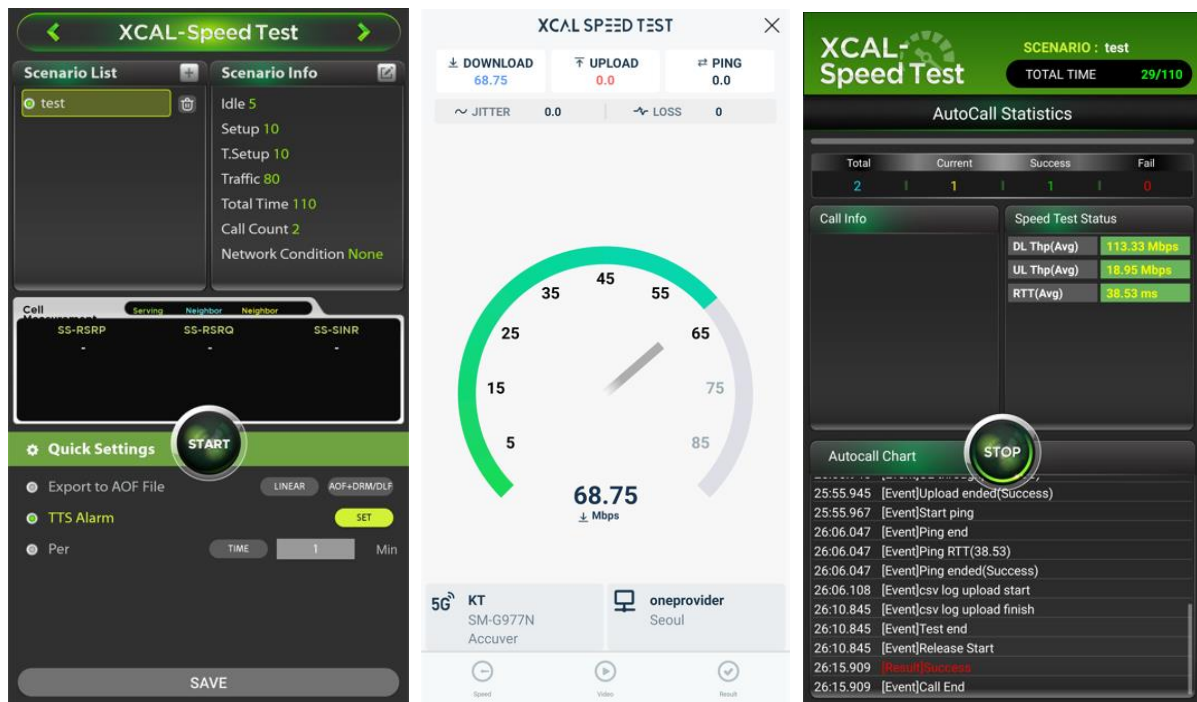 XCAL-Speed Test
Scenario List
Scenario Info
test
Idle 5
Setup 10
T.Setup 10
Traffic 80
Total Time 110
Call Count 2
Network Condition None
Cell
Serving Neighbor Neighbor
SS-RSRP SS-RSRQ SS-SINR
- - -
START
Quick Settings
Export to AOF File LINEAR AOF+DRM/DLF
TTS Alarm SET
Per TIME 1 Min
SAVE
XCAL SPEED TEST
DOWNLOAD UPLOAD PING
68.75 0.0 0.0
JITTER 0.0 LOSS 0
5
15
25
35
45
55
65
75
85
68.75
Mbps
5G KT
SM-G977N
Accuver
oneprovider
Seoul
Speed Video Result
XCAL-
Speed Test
SCENARIO : test
TOTAL TIME 29/110
AutoCall Statistics
Total Current Success Fail
2 1 1 0
Call Info
Speed Test Status
DL Thp(Avg) 113.33 Mbps
UL Thp(Avg) 18.95 Mbps
RTT(Avg) 38.53 ms
STOP
Autocall Chart
25:55.945 [Event]Upload ended(Success)
25:55.967 [Event]Start ping
26:06.047 [Event]Ping end
26:06.047 [Event]Ping RTT(38.53)
26:06.047 [Event]Ping ended(Success)
26:06.108 [Event]csv log upload start
26:10.845 [Event]csv log upload finish
26:10.845 [Event]Test end
26:10.845 [Event]Release Start
26:15.909 [Result]Success
26:15.909 [Event]Call End